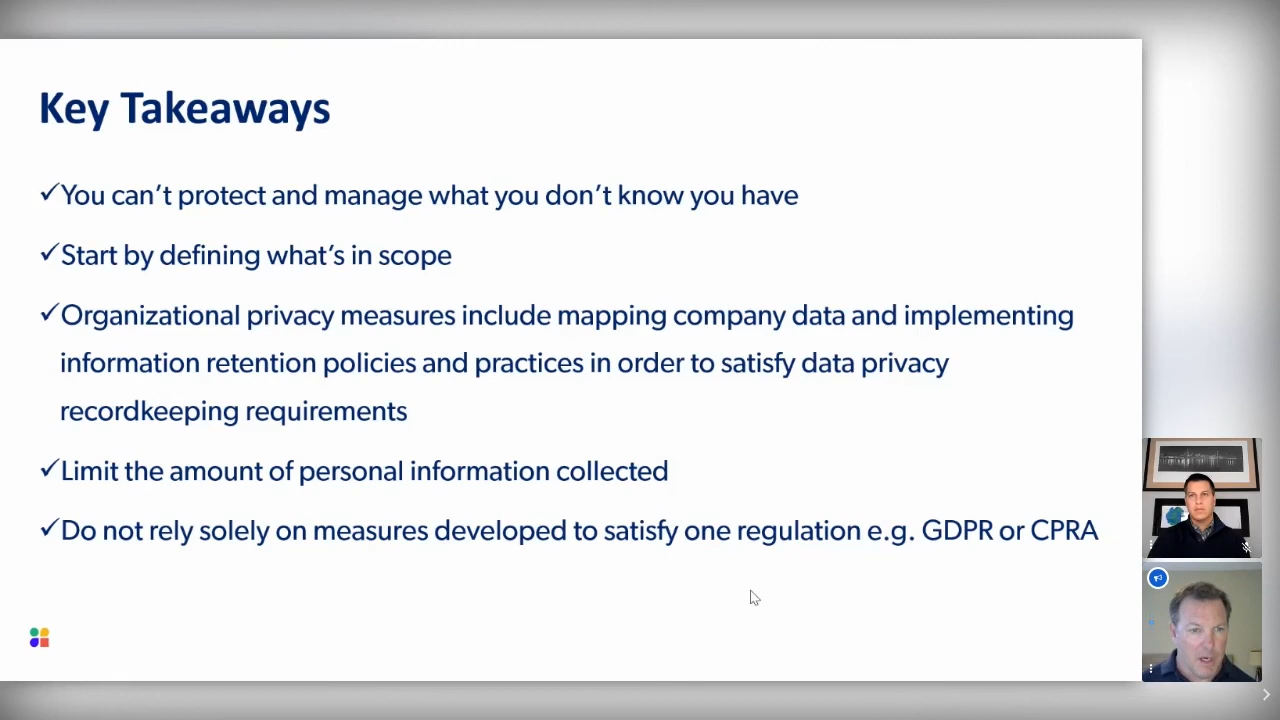 Key Takeaways
✓You can’t protect and manage what you don’t know you have
✓Start by defining what’s in scope
✓Organizational privacy measures include mapping company data and implementing
information retention policies and practices in order to satisfy data privacy
recordkeeping requirements
✓Limit the amount of personal information collected
✓Do not rely solely on measures developed to satisfy one regulation e.g. GDPR or CPRA